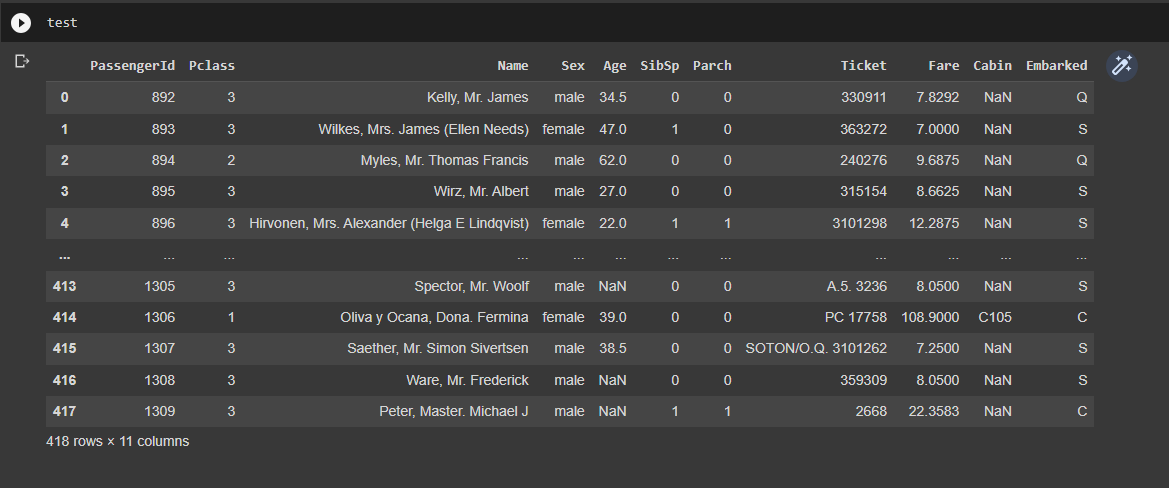 test
PassengerId Pclass Name Sex Age SibSp Parch Ticket Fare Cabin Embarked
0 892 3 Kelly, Mr. James male 34.5 0 0 330911 7.8292 NaN Q
1 893 3 Wilkes, Mrs. James (Ellen Needs) female 47.0 1 0 363272 7.0000 NaN S
2 894 2 Myles, Mr. Thomas Francis male 62.0 0 0 240276 9.6875 NaN Q
3 895 3 Wirz, Mr. Albert male 27.0 0 0 315154 8.6625 NaN S
4 896 3 Hirvonen, Mrs. Alexander (Helga E Lindqvist) female 22.0 1 1 3101298 12.2875 NaN S
... ... ... ... ... ... ... ... ... ... ... ...
413 1305 3 Spector, Mr. Woolf male NaN 0 0 A.5. 3236 8.0500 NaN S
414 1306 1 Oliva y Ocana, Dona. Fermina female 39.0 0 0 PC 17758 108.9000 C105 C
415 1307 3 Saether, Mr. Simon Sivertsen male 38.5 0 0 SOTON/O.Q. 3101262 7.2500 NaN S
416 1308 3 Ware, Mr. Frederick male NaN 0 0 359309 8.0500 NaN S
417 1309 3 Peter, Master. Michael J male NaN 1 1 2668 22.3583 NaN C
418 rows × 11 columns